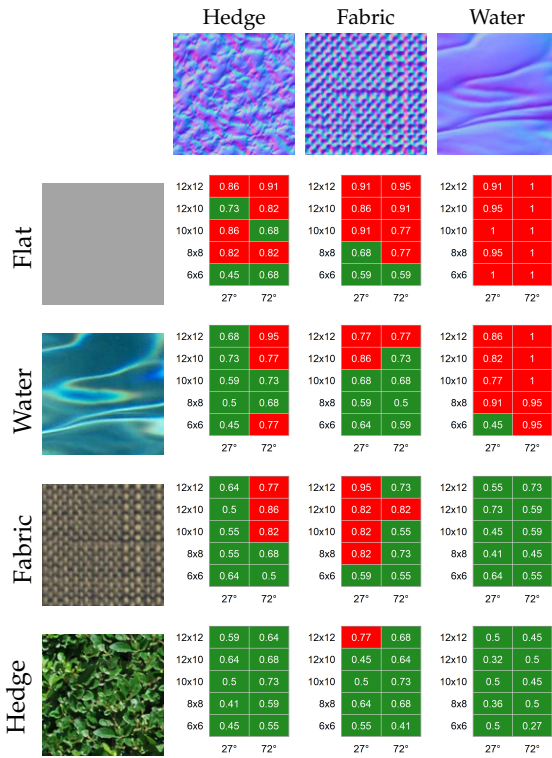 Hedge Fabric Water
Flat
12x12 0.86 0.91
12x10 0.73 0.82
10x10 0.86 0.68
8x8 0.82 0.82
6x6 0.45 0.68
27° 72°
12x12 0.91 0.95
12x10 0.86 0.91
10x10 0.91 0.77
8x8 0.68 0.77
6x6 0.59 0.59
27° 72°
12x12 0.91 1
12x10 0.95 1
10x10 1 1
8x8 0.95 1
6x6 1 1
27° 72°
Water
12x12 0.68 0.95
12x10 0.73 0.77
10x10 0.59 0.73
8x8 0.5 0.68
6x6 0.45 0.77
27° 72°
12x12 0.77 0.77
12x10 0.86 0.73
10x10 0.68 0.68
8x8 0.59 0.5
6x6 0.64 0.59
27° 72°
12x12 0.86 1
12x10 0.82 1
10x10 0.77 1
8x8 0.91 0.95
6x6 0.45 0.95
27° 72°
Fabric
12x12 0.64 0.77
12x10 0.5 0.86
10x10 0.55 0.82
8x8 0.55 0.68
6x6 0.64 0.5
27° 72°
12x12 0.95 0.73
12x10 0.82 0.82
10x10 0.82 0.55
8x8 0.82 0.73
6x6 0.59 0.55
27° 72°
12x12 0.55 0.73
12x10 0.73 0.59
10x10 0.45 0.59
8x8 0.41 0.45
6x6 0.64 0.55
27° 72°
Hedge
12x12 0.59 0.64
12x10 0.64 0.68
10x10 0.5 0.73
8x8 0.41 0.59
6x6 0.45 0.55
27° 72°
12x12 0.77 0.68
12x10 0.45 0.64
10x10 0.5 0.73
8x8 0.64 0.68
6x6 0.55 0.41
27° 72°
12x12 0.5 0.45
12x10 0.32 0.5
10x10 0.5 0.45
8x8 0.36 0.5
6x6 0.5 0.27
27° 72°